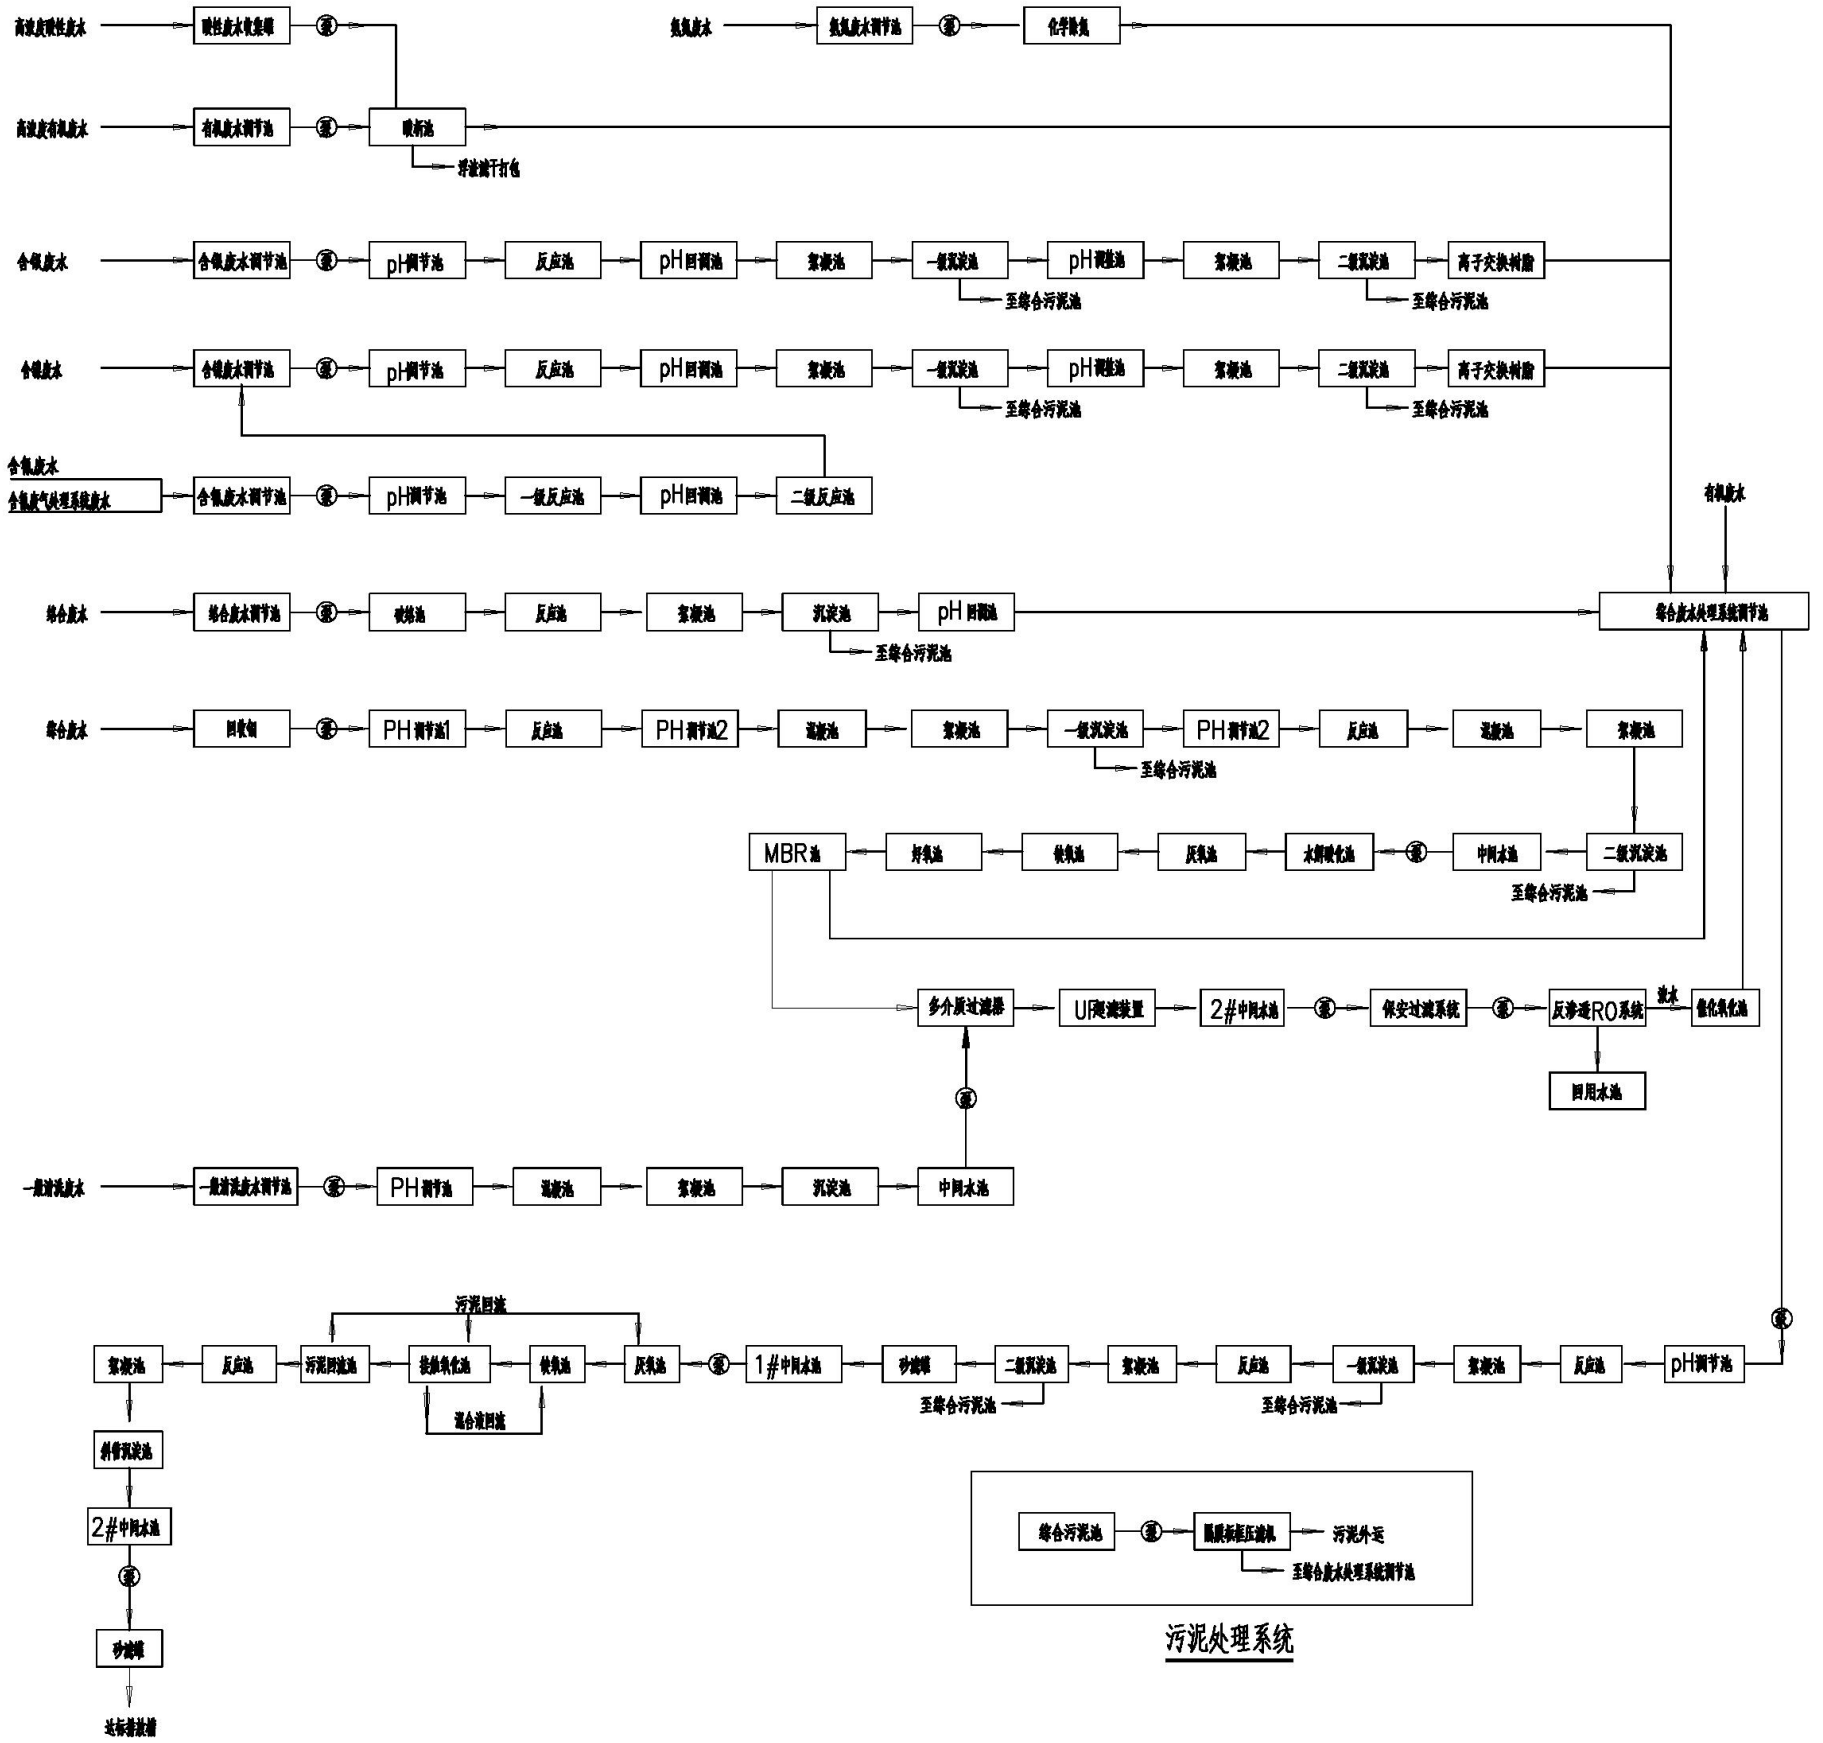 高浓度酸性废水
酸性废水收集罐
泵
氨氮废水
氨氮废水调节池
泵
化学除氮
高浓度有机废水
有机废水调节池
泵
酸析池
浮渣滤干打包
含银废水
含银废水调节池
泵
pH调节池
反应池
pH回调池
絮凝池
一级沉淀池
pH调整池
絮凝池
二级沉淀池
离子交换树脂
至综合污泥池
至综合污泥池
含镍废水
含镍废水调节池
泵
pH调节池
反应池
pH回调池
絮凝池
一级沉淀池
pH调整池
絮凝池
二级沉淀池
离子交换树脂
至综合污泥池
至综合污泥池
含氰废水
含氰废气处理系统废水
含氰废水调节池
泵
pH调节池
一级反应池
pH回调池
二级反应池
有机废水
络合废水
络合废水调节池
泵
破络池
反应池
絮凝池
沉淀池
pH回调池
综合废水处理系统调节池
至综合污泥池
综合废水
回收铜
泵
PH调节池1
反应池
PH调节池2
混凝池
絮凝池
一级沉淀池
PH调节池2
反应池
混凝池
絮凝池
至综合污泥池
MBR池
好氧池
缺氧池
厌氧池
水解酸化池
泵
中间水池
二级沉淀池
至综合污泥池
多介质过滤器
UF超滤装置
2#中间水池
泵
保安过滤系统
泵
反渗透RO系统
浓水
催化氧化池
回用水池
泵
一般清洗废水
一般清洗废水调节池
泵
PH调节池
混凝池
絮凝池
沉淀池
中间水池
泵
污泥回流
絮凝池
反应池
污泥回流池
接触氧化池
缺氧池
厌氧池
泵
1#中间水池
砂滤罐
二级沉淀池
絮凝池
反应池
一级沉淀池
絮凝池
反应池
pH调节池
混合液回流
至综合污泥池
至综合污泥池
斜管沉淀池
2#中间水池
泵
砂滤罐
达标排放槽
综合污泥池
泵
隔膜板框压滤机
污泥外运
至综合废水处理系统调节池
污泥处理系统